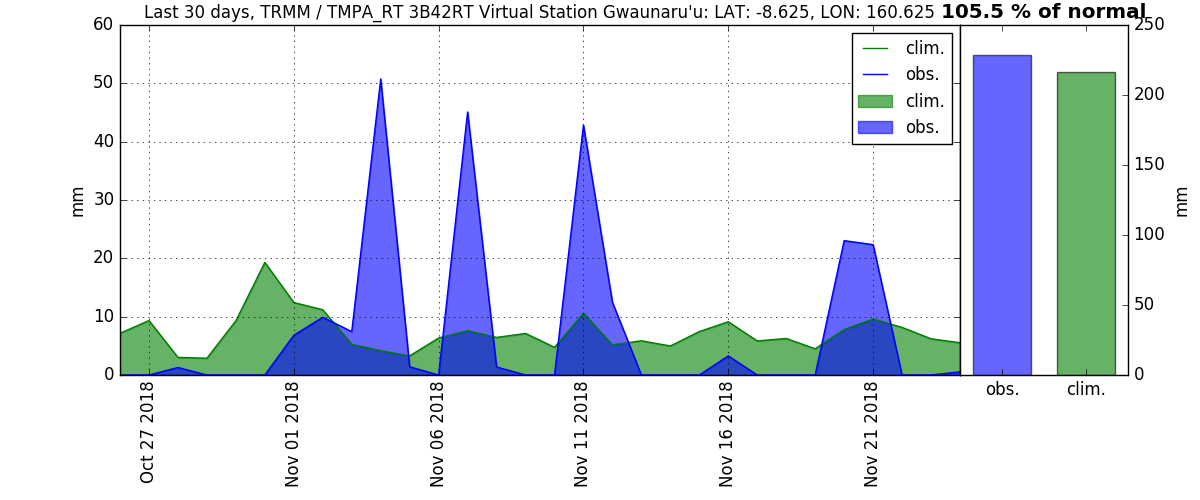 Last 30 days, TRMM / TMPA_RT 3B42RT Virtual Station Gwaunaru'u: LAT: -8.625, LON: 160.625 105.5 % of normal
60
50
40
30
20
10
0
mm
clim.
obs.
clim.
obs.
Oct 27 2018
Nov 01 2018
Nov 06 2018
Nov 11 2018
Nov 16 2018
Nov 21 2018
250
200
150
100
50
0
mm
obs.
clim.